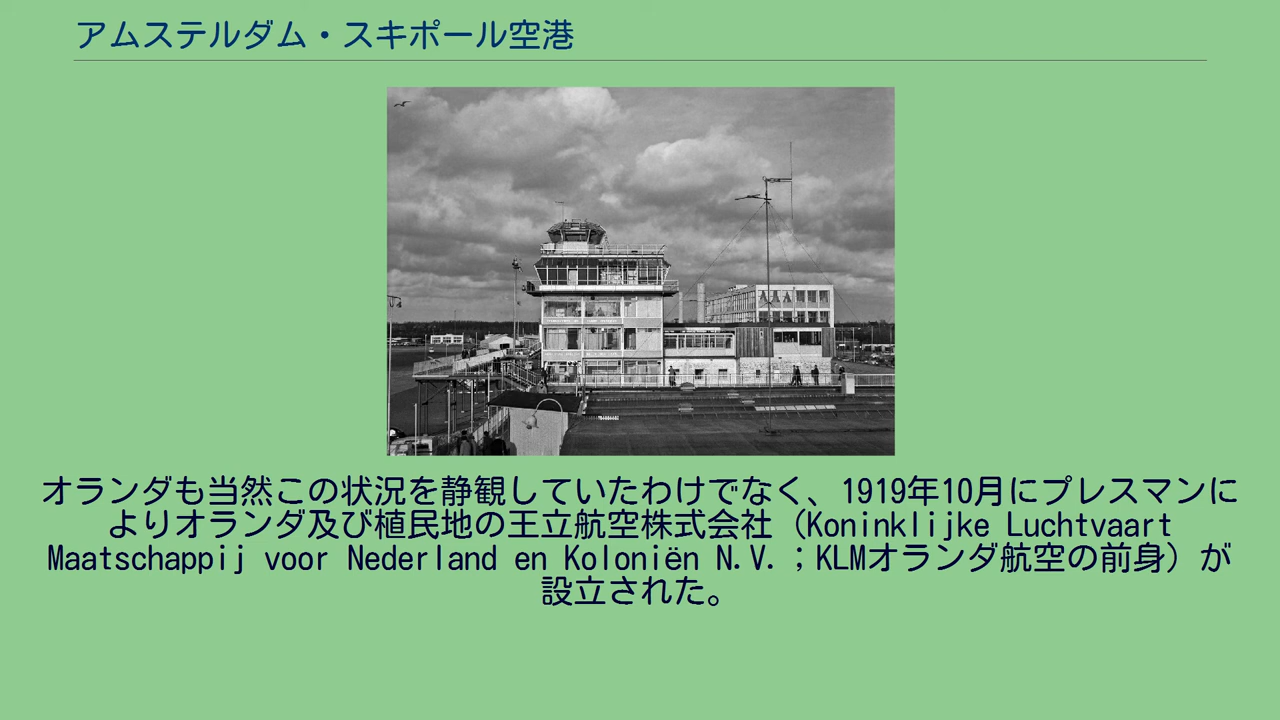 アムステルダム・スキポール空港
オランダも当然この状況を静観していたわけでなく、1919年10月にプレスマンに
よりオランダ及び植民地の王立航空株式会社（Koninklijke Luchtvaart
Maatschappij voor Nederland en Koloniën N.V.；KLMオランダ航空の前身）が
設立された。